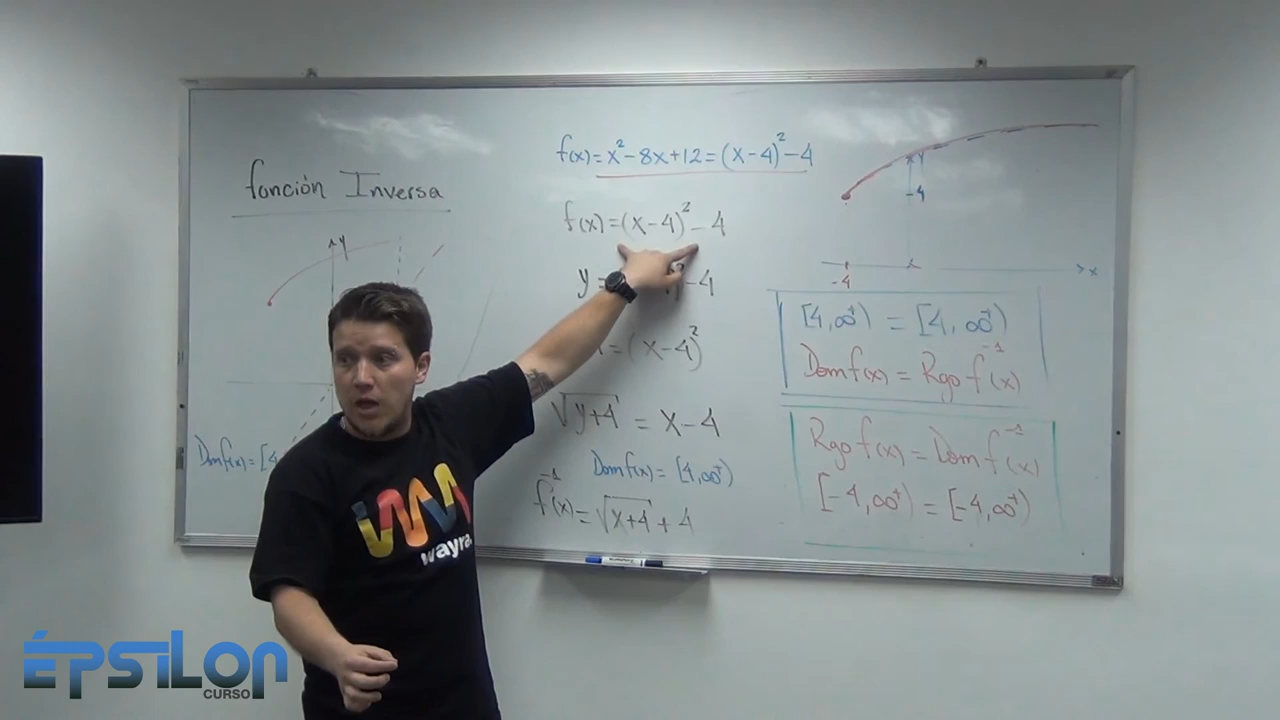 función Inversa
y
Dom f(x) = [4
f(x) = x² - 8x + 12 = (x-4)² - 4
f(x) = (x-4)² - 4
y =
)² - 4
= (x-4)²
√y+4 = x-4
Dom f(x) = [4,∞⁺)
f⁻¹(x) = √x+4 + 4
y
-4
-4
x
[4,∞⁺) = [4,∞⁺)
Dom f(x) = Rgo f⁻¹(x)
Rgo f(x) = Dom f⁻¹(x)
[-4,∞⁺) = [-4,∞⁺)
wayra
ÉPSILON
CURSO